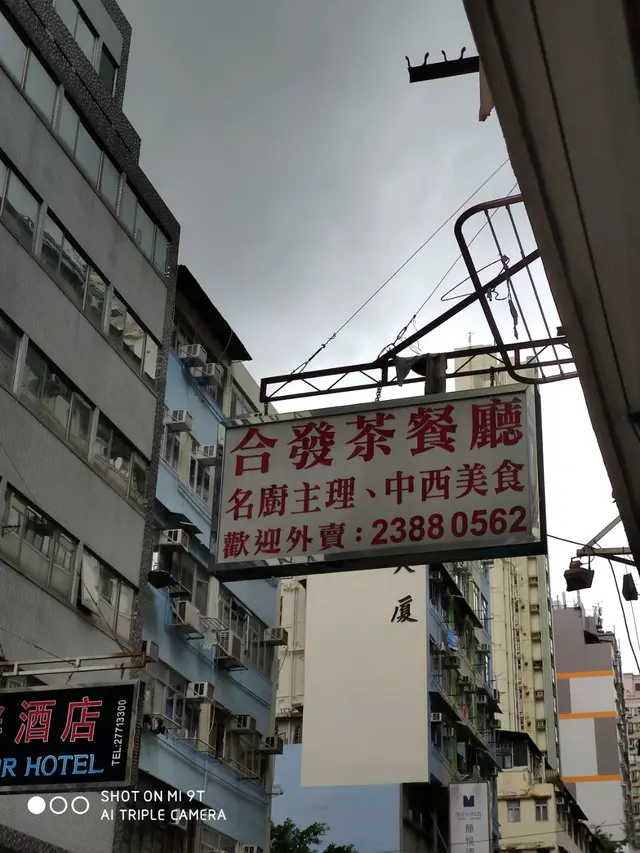 合發茶餐廳
名廚主理、中西美食
歡迎外賣：2388 0562
廈
酒店
HOTEL
TEL:27713300
SHOT ON MI 9T
AI TRIPLE CAMERA